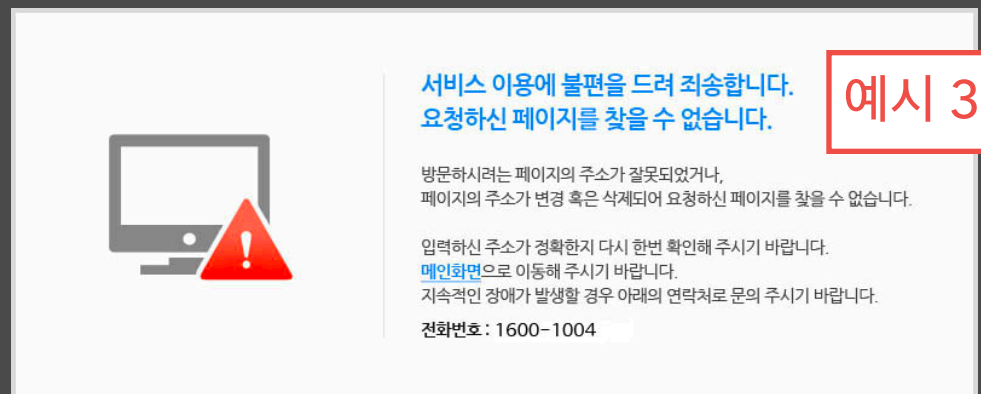 서비스 이용에 불편을 드려 죄송합니다.
요청하신 페이지를 찾을 수 없습니다.
예시 3
방문하시려는 페이지의 주소가 잘못되었거나,
페이지의 주소가 변경 혹은 삭제되어 요청하신 페이지를 찾을 수 없습니다.
입력하신 주소가 정확한지 다시 한번 확인해 주시기 바랍니다.
메인화면으로 이동해 주시기 바랍니다.
지속적인 장애가 발생할 경우 아래의 연락처로 문의 주시기 바랍니다.
전화번호 : 1600-1004